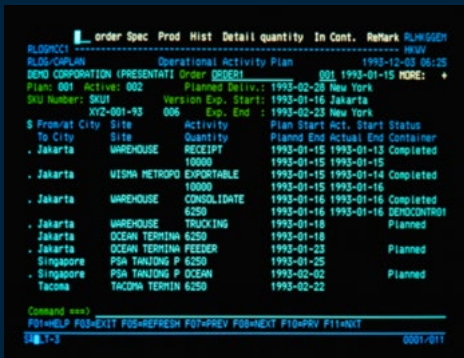 order Spec Prod Hist Detail quantity In Cont. ReMark RLHKGGEM
RLOGMCC1 HKVV
RLOG/CAPLAN Operational Activity Plan 1993-12-03 06:25
DEMO CORPORATION (PRESENTATI Order ORDER1 001 1993-01-15 MORE: +
Plan: 001 Active: 002 Planned Deliv.: 1993-02-28 New York
SKU Number: SKU1 Version Exp. Start: 1993-01-16 Jakarta
XYZ-001-93 006 Exp. End : 1993-02-23 New York
S From/at City Site Activity Plan Start Act. Start Status
To City Site Quantity Plannd End Actual End Container
. Jakarta WAREHOUSE RECEIPT 1993-01-15 1993-01-13 Completed
10000 1993-01-15 1993-01-15
. Jakarta WISMA METROPO EXPORTABLE 1993-01-15 1993-01-14 Completed
10000 1993-01-14 1993-01-16
. Jakarta WAREHOUSE CONSOLIDATE 1993-01-16 1993-01-16 Completed
6250 1993-01-16 1993-01-16 DEMOCONTR01
. Jakarta WAREHOUSE TRUCKING 1993-01-18 Planned
Jakarta OCEAN TERMINA 6250 1993-01-18
. Jakarta OCEAN TERMINA FEEDER 1993-01-23 Planned
Singapore PSA TANJONG P 6250 1993-01-25
. Singapore PSA TANJONG P OCEAN 1993-02-02 Planned
Tacoma TACOMA TERMIN 6250 1993-02-22
Command ===>
F01=HELP F03=EXIT F05=REFRESH F07=PREV F08=NEXT F10=PRV F11=NXT
LT-3 0001/011